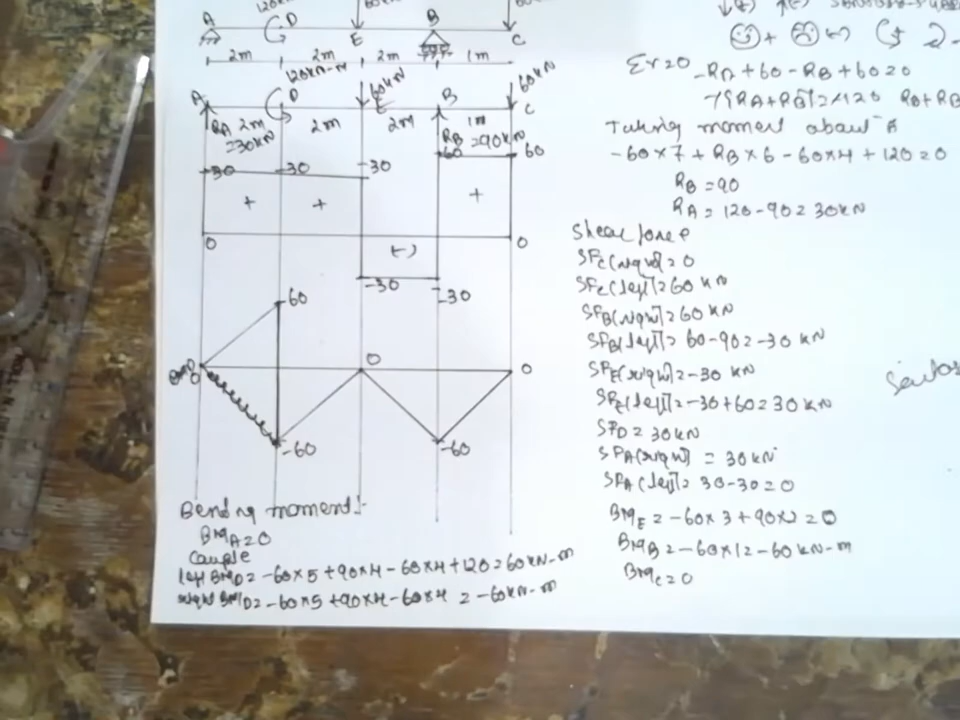 A D E B C
2m 2m 2m 1m
120kN-m 60kN
A D E B C
RA 2m 2m 2m 1m
=30kN RB=90kN 60kN
30 30 30 60 60
+ + +
0 (-) 0
-30 -30
60
0 0 0
-60 -60
Bending moment:-
BMA=0
Couple
left BMD= -60×5+90×4-60×4+120=60kN-m
right BMD= -60×5+90×4-60×4 = -60kN-m
Ev=0 -RA+60-RB+60=0
Taking moment about A
-60×7+RB×6-60×4+120=0
RB=90
RA=120-90=30kN
Shear force
SFC(right)=0
SFC(left)=60kN
SFB(right)=60kN
SFB(left)=60-90=-30kN
SFE(right)=-30kN
SFE(left)=-30+60=30kN
SFD=30kN
SFA(right)=30kN
SFA(left)=30-30=0
BME=-60×3+90×2=0
BMB=-60×1=-60kN-m
BMC=0